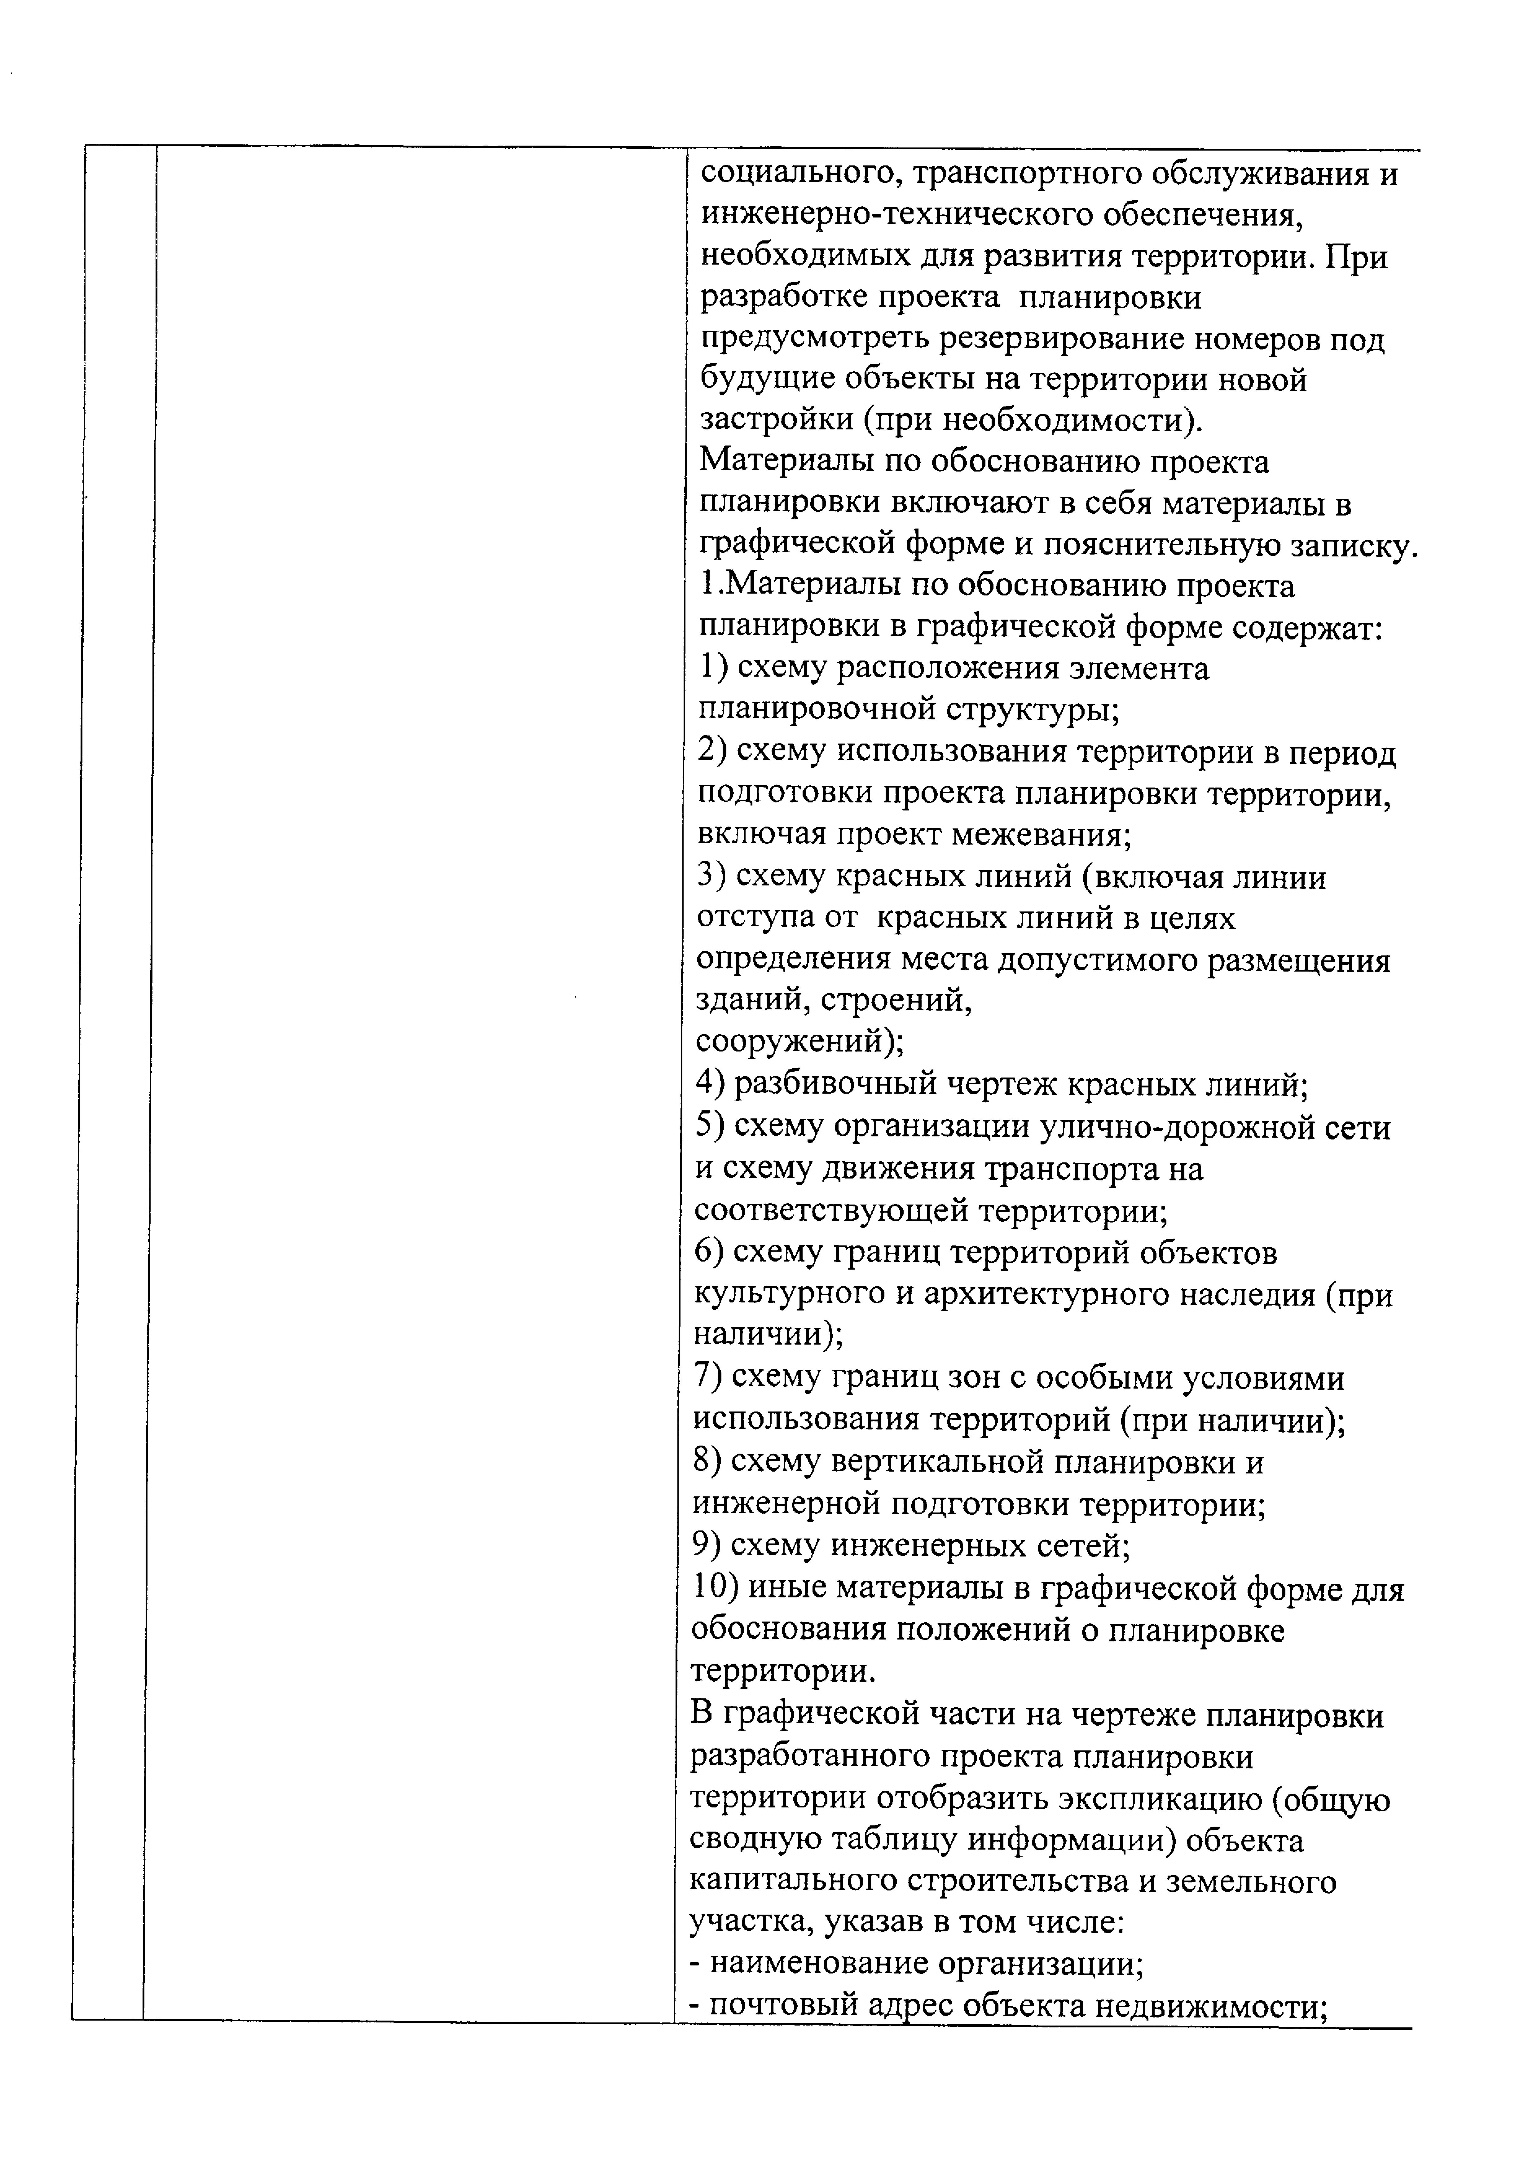 социального, транспортного обслуживания и
инженерно-технического обеспечения,
необходимых для развития территории. При
разработке проекта  планировки
предусмотреть резервирование номеров под
будущие объекты на территории новой
застройки (при необходимости).
Материалы по обоснованию проекта
планировки включают в себя материалы в
графической форме и пояснительную записку.
1.Материалы по обоснованию проекта
планировки в графической форме содержат:
1) схему расположения элемента
планировочной структуры;
2) схему использования территории в период
подготовки проекта планировки территории,
включая проект межевания;
3) схему красных линий (включая линии
отступа от  красных линий в целях
определения места допустимого размещения
зданий, строений,
сооружений);
4) разбивочный чертеж красных линий;
5) схему организации улично-дорожной сети
и схему движения транспорта на
соответствующей территории;
6) схему границ территорий объектов
культурного и архитектурного наследия (при
наличии);
7) схему границ зон с особыми условиями
использования территорий (при наличии);
8) схему вертикальной планировки и
инженерной подготовки территории;
9) схему инженерных сетей;
10) иные материалы в графической форме для
обоснования положений о планировке
территории.
В графической части на чертеже планировки
разработанного проекта планировки
территории отобразить экспликацию (общую
сводную таблицу информации) объекта
капитального строительства и земельного
участка, указав в том числе:
- наименование организации;
- почтовый адрес объекта недвижимости;